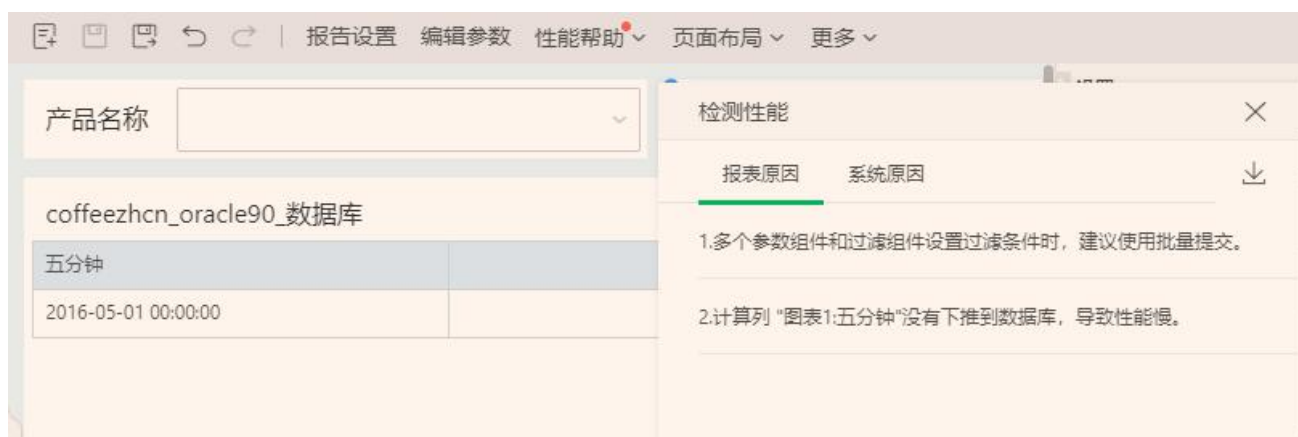 报告设置 编辑参数 性能帮助 页面布局 更多
产品名称
检测性能
报表原因 系统原因
coffeezhcn_oracle90_数据库
1.多个参数组件和过滤组件设置过滤条件时，建议使用批量提交。
五分钟
2016-05-01 00:00:00
2.计算列 "图表1:五分钟"没有下推到数据库，导致性能慢。